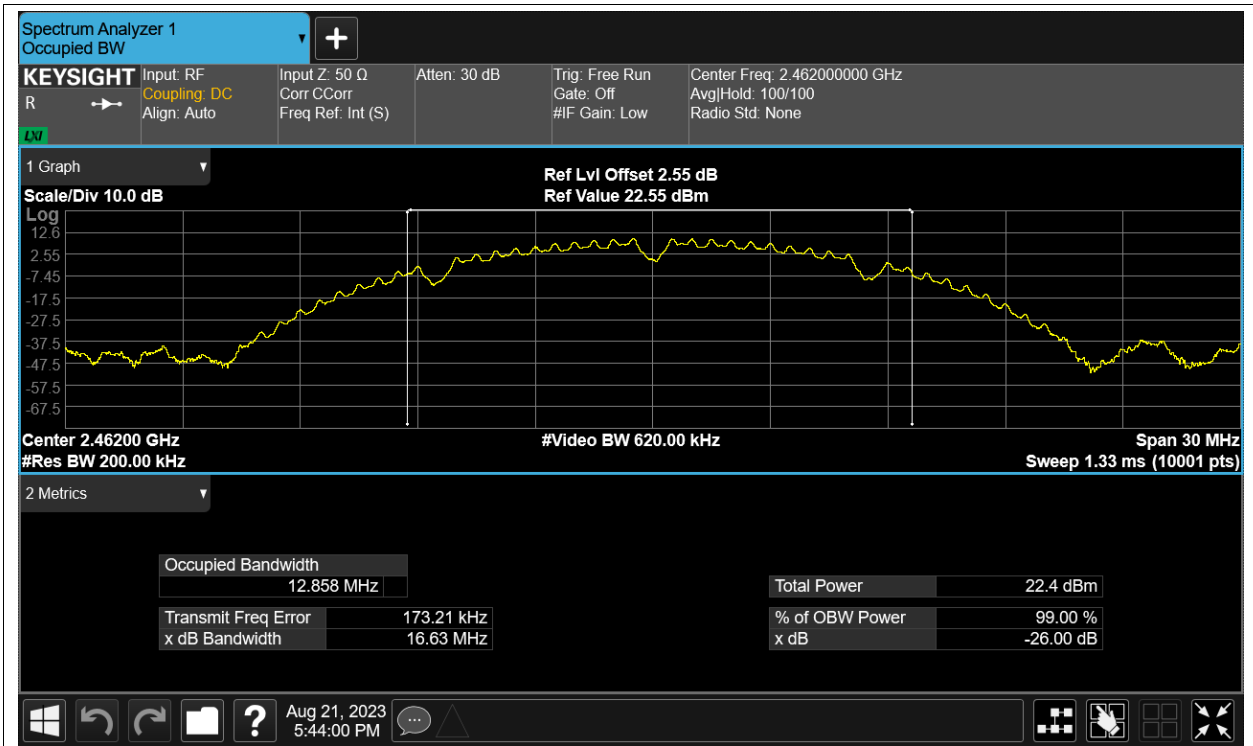 Spectrum Analyzer 1
Occupied BW
KEYSIGHT
R
LXI
Input: RF
Coupling: DC
Align: Auto
Input Z: 50 Ω
Corr CCorr
Freq Ref: Int (S)
Atten: 30 dB
Trig: Free Run
Gate: Off
#IF Gain: Low
Center Freq: 2.462000000 GHz
Avg|Hold: 100/100
Radio Std: None
1 Graph
Scale/Div 10.0 dB
Ref Lvl Offset 2.55 dB
Ref Value 22.55 dBm
Log
12.6
2.55
-7.45
-17.5
-27.5
-37.5
-47.5
-57.5
-67.5
Center 2.46200 GHz
#Video BW 620.00 kHz
Span 30 MHz
#Res BW 200.00 kHz
Sweep 1.33 ms (10001 pts)
2 Metrics
Occupied Bandwidth
12.858 MHz
Total Power 22.4 dBm
Transmit Freq Error 173.21 kHz
% of OBW Power 99.00 %
x dB Bandwidth 16.63 MHz
x dB -26.00 dB
?
Aug 21, 2023
5:44:00 PM